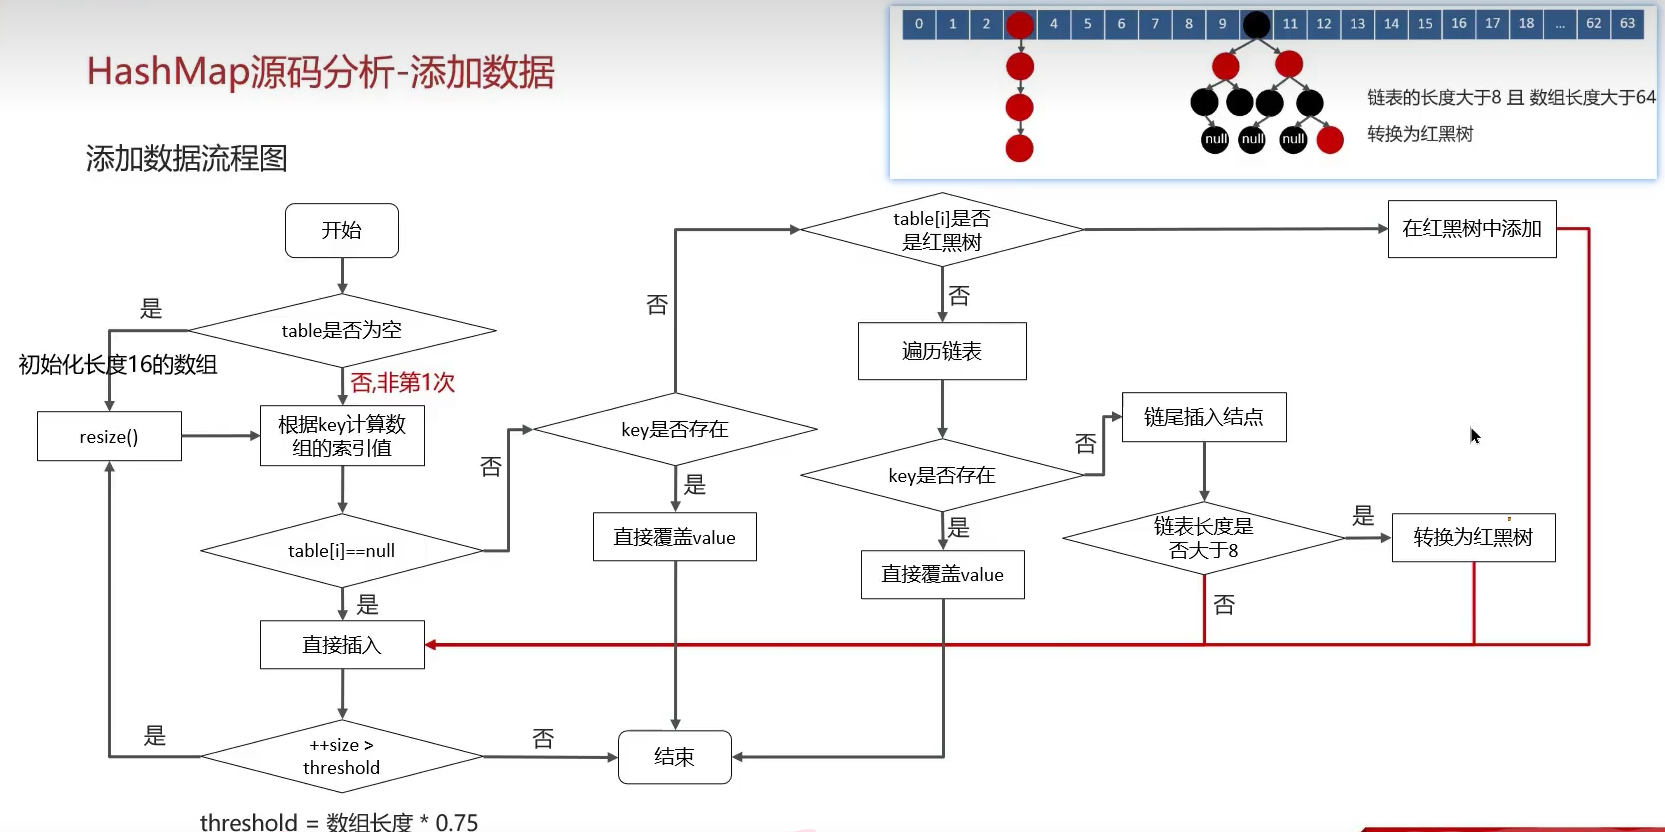 HashMap源码分析-添加数据
0 1 2 4 5 6 7 8 9 11 12 13 14 15 16 17 18 ... 62 63
null null null
链表的长度大于8 且 数组长度大于64
转换为红黑树
添加数据流程图
开始
table是否为空
是
初始化长度16的数组
否,非第1次
resize()
根据key计算数
组的索引值
table[i]==null
否
是
直接插入
++size >
threshold
是
否
threshold = 数组长度 * 0.75
key是否存在
否
是
直接覆盖value
结束
table[i]是否
是红黑树
在红黑树中添加
否
遍历链表
key是否存在
否
是
直接覆盖value
链尾插入结点
链表长度是
否大于8
是
否
转换为红黑树